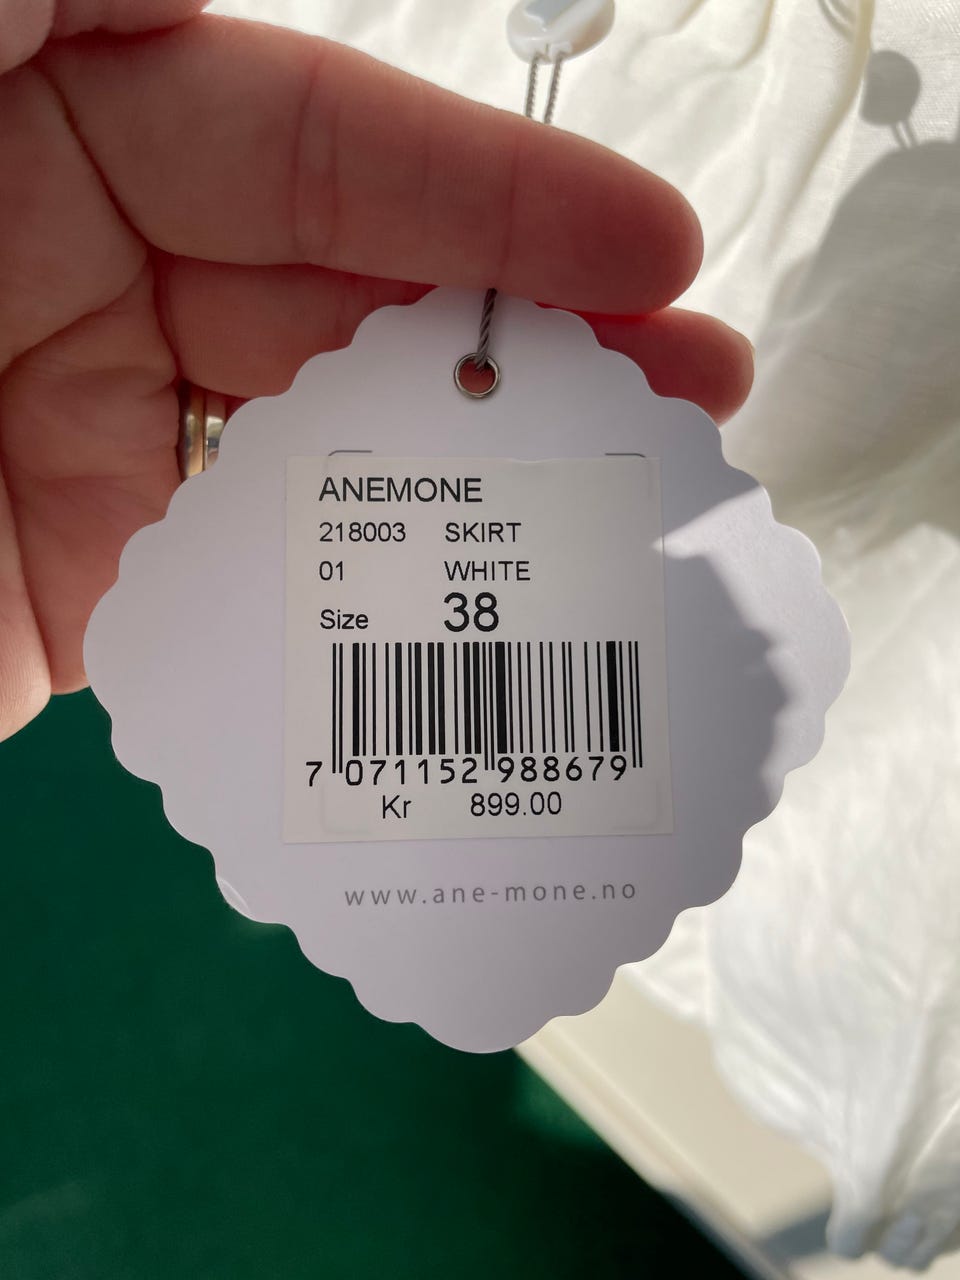 ANEMONE
218003 SKIRT
01 WHITE
Size 38
7 071152 988679
Kr 899.00
www.ane-mone.no